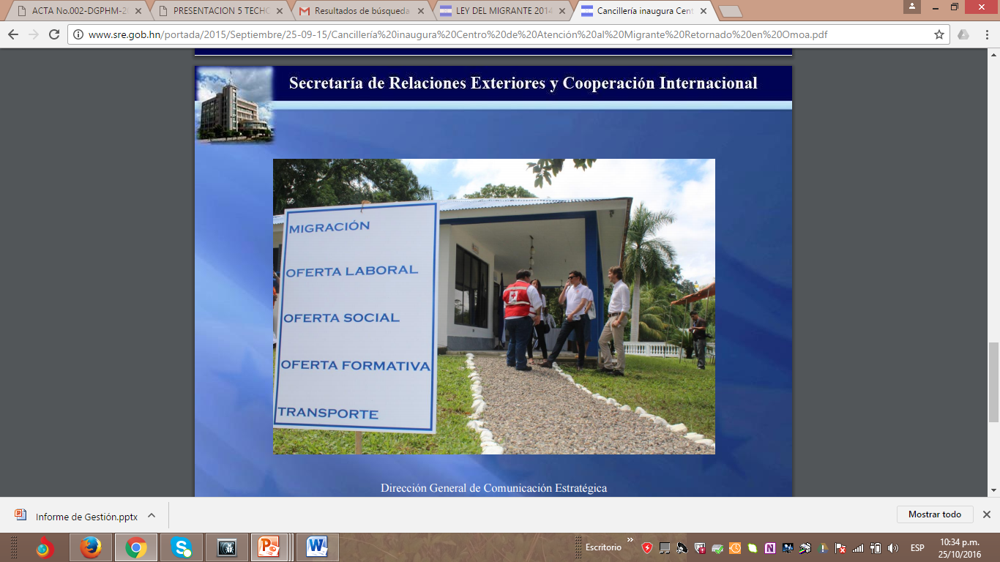 ACTA No.002-DGPHM-2
PRESENTACION 5 TECHO
Resultados de búsqueda
LEY DEL MIGRANTE 2014
Cancillería inaugura Cent
www.sre.gob.hn/portada/2015/Septiembre/25-09-15/Cancillería%20inaugura%20Centro%20de%20Atención%20al%20Migrante%20Retornado%20en%20Omoa.pdf
Secretaría de Relaciones Exteriores y Cooperación Internacional
MIGRACIÓN
OFERTA LABORAL
OFERTA SOCIAL
OFERTA FORMATIVA
TRANSPORTE
Dirección General de Comunicación Estratégica
Informe de Gestión.pptx
Mostrar todo
Escritorio
ESP
10:34 p.m.
25/10/2016